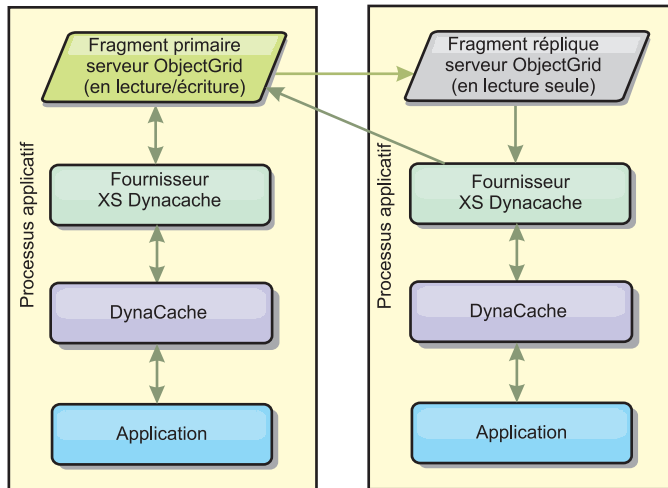 Fragment primaire
serveur ObjectGrid
(en lecture/écriture)
Fournisseur
XS Dynacache
DynaCache
Application
Processus applicatif
Fragment réplique
serveur ObjectGrid
(en lecture seule)
Fournisseur
XS Dynacache
DynaCache
Application
Processus applicatif